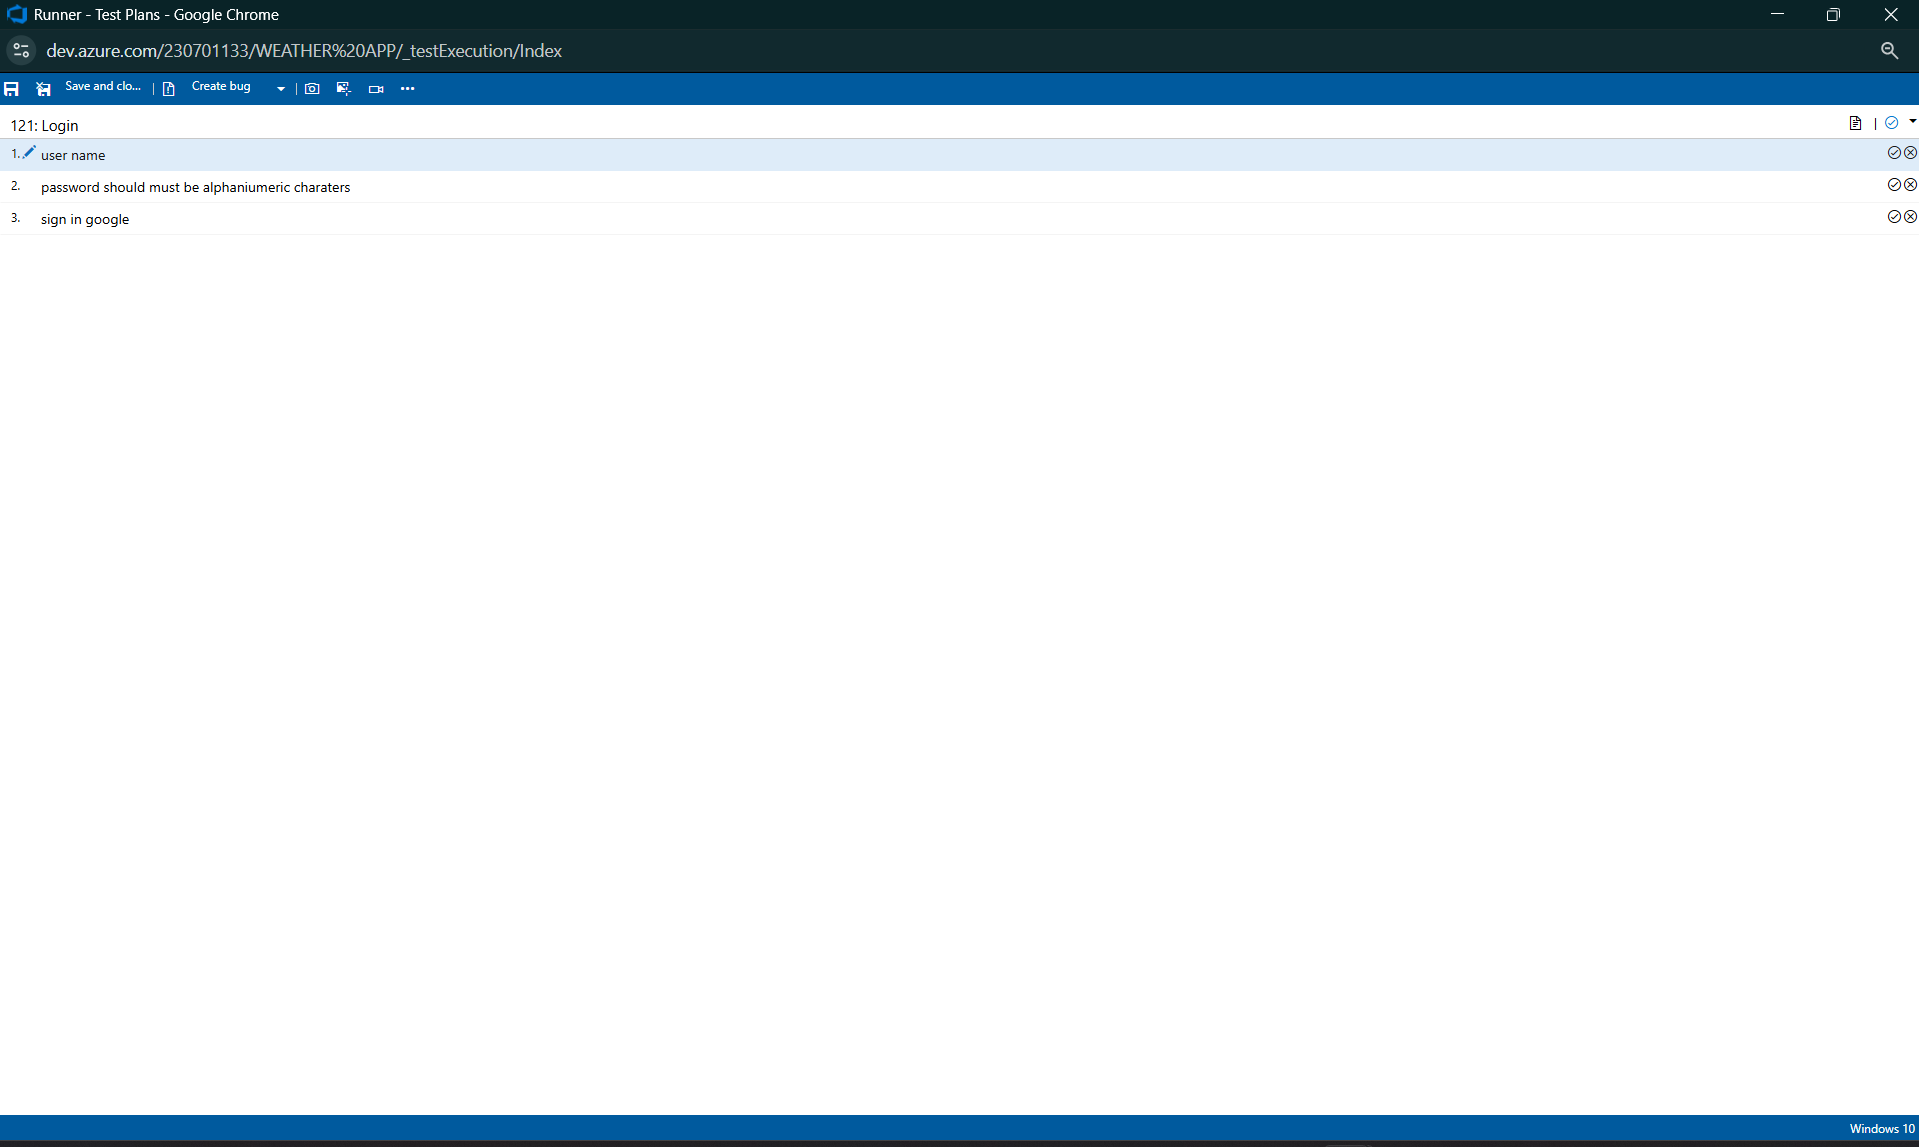 Runner - Test Plans - Google Chrome
dev.azure.com/230701133/WEATHER%20APP/_testExecution/Index
Save and clo... | Create bug
121: Login
1. user name
2. password should must be alphaniumeric charaters
3. sign in google
Windows 10